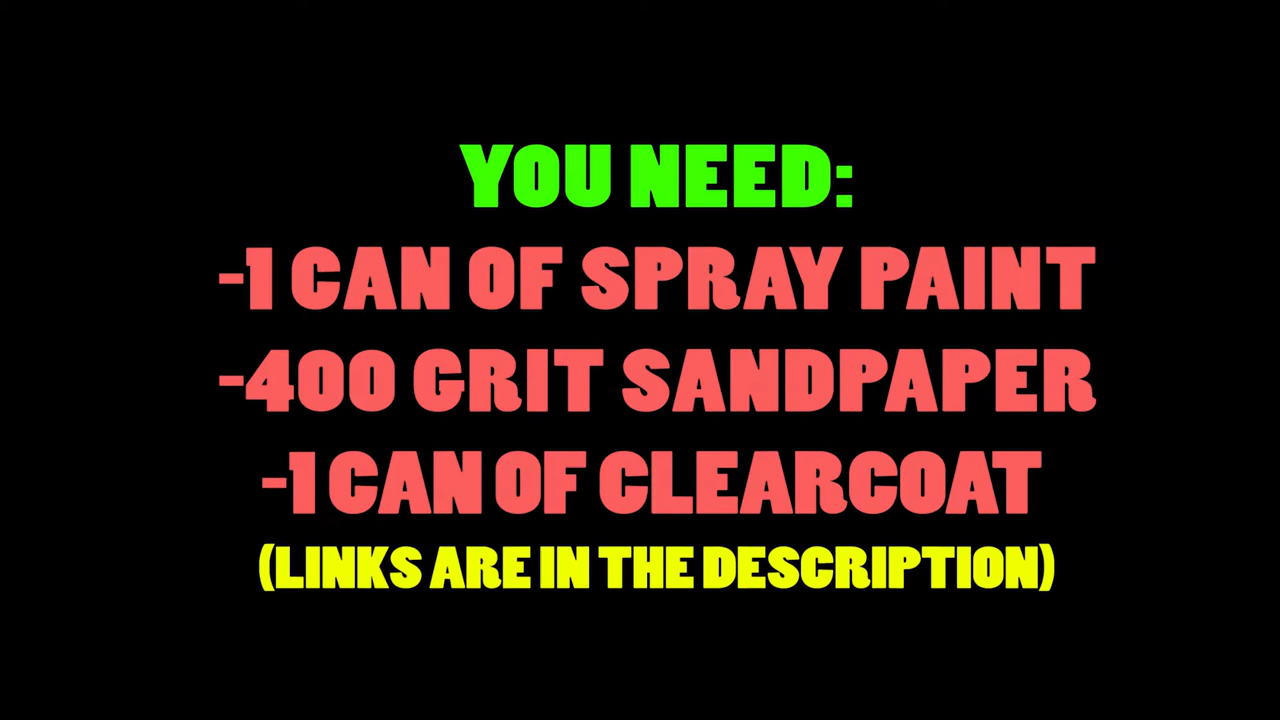 YOU NEED:
-1 CAN OF SPRAY PAINT
-400 GRIT SANDPAPER
-1 CAN OF CLEARCOAT
(LINKS ARE IN THE DESCRIPTION)